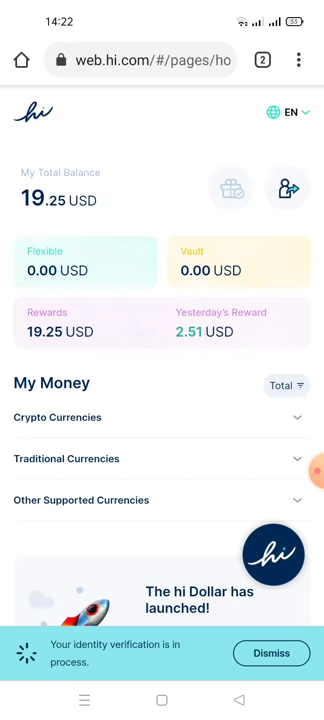 14:22
55
web.hi.com/#/pages/ho
2
hi
EN
My Total Balance
19.25 USD
Flexible
0.00 USD
Vault
0.00 USD
Rewards
19.25 USD
Yesterday's Reward
2.51 USD
My Money
Total
Crypto Currencies
Traditional Currencies
Other Supported Currencies
hi
The hi Dollar has
launched!
Your identity verification is in
process.
Dismiss